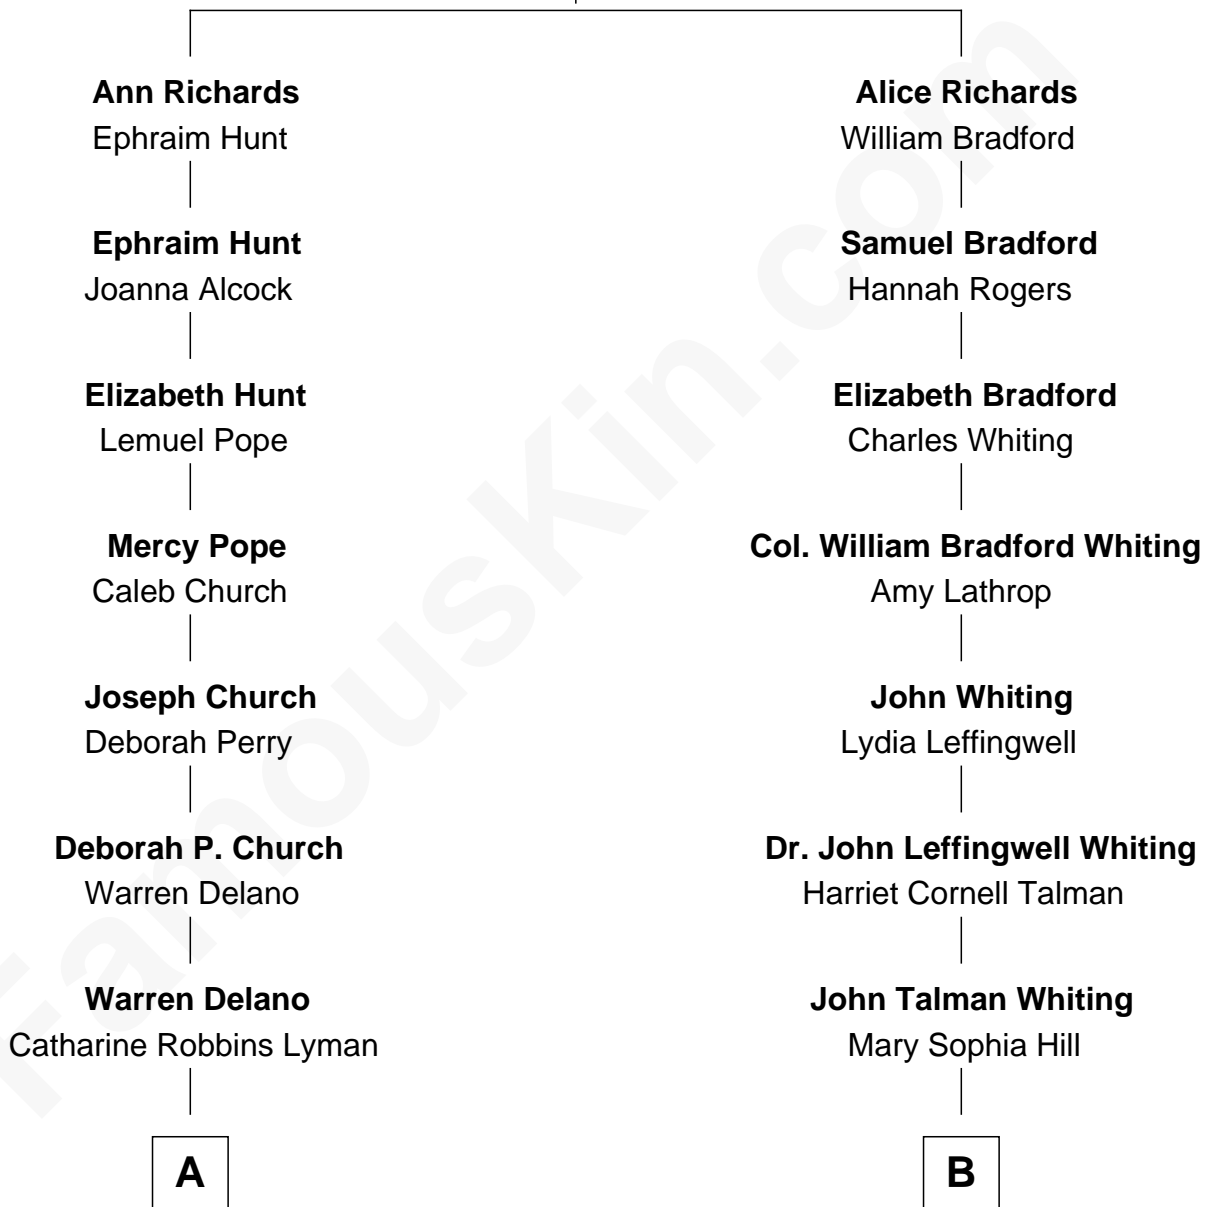 Ann Richards
Ephraim Hunt
Ephraim Hunt
Joanna Alcock
Elizabeth Hunt
Lemuel Pope
Mercy Pope
Caleb Church
Joseph Church
Deborah Perry
Deborah P. Church
Warren Delano
Warren Delano
Catharine Robbins Lyman
A
Alice Richards
William Bradford
Samuel Bradford
Hannah Rogers
Elizabeth Bradford
Charles Whiting
Col. William Bradford Whiting
Amy Lathrop
John Whiting
Lydia Leffingwell
Dr. John Leffingwell Whiting
Harriet Cornell Talman
John Talman Whiting
Mary Sophia Hill
B
FamousKin.com